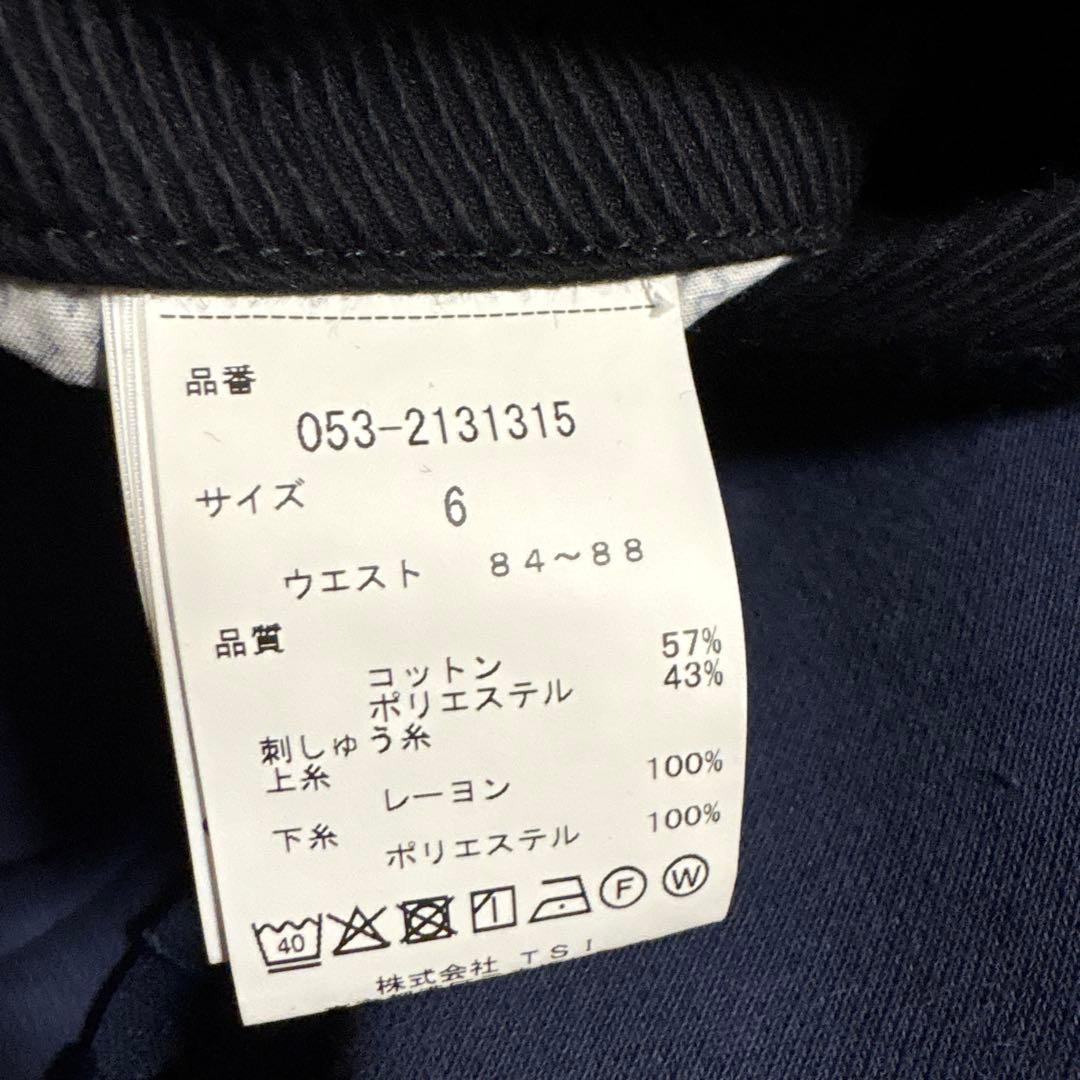 品番
053-2131315
サイズ 6
ウエスト 84～88
品質
コットン 57%
ポリエステル 43%
刺しゅう糸
上糸 レーヨン 100%
下糸 ポリエステル 100%
40 F W
株式会社 TSI